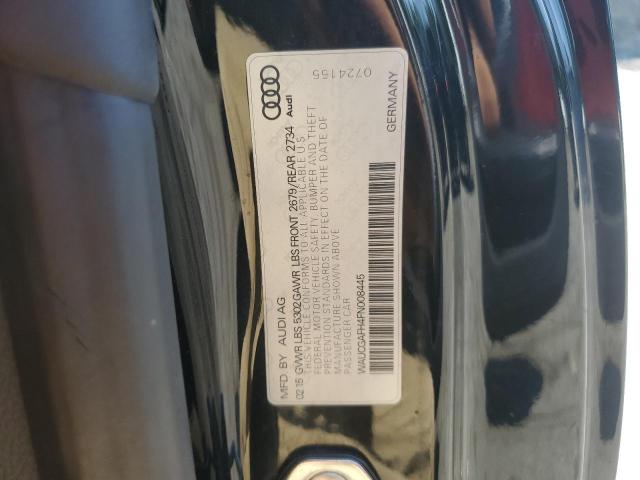 MFD. BY AUDI AG
02 15 GVWR LBS 5302 GAWR LBS FRONT 2679/REAR 2734
THIS VEHICLE CONFORMS TO ALL APPLICABLE U.S.
FEDERAL MOTOR VEHICLE SAFETY, BUMPER AND THEFT
PREVENTION STANDARDS IN EFFECT ON THE DATE OF
MANUFACTURE SHOWN ABOVE
PASSENGER CAR
WAUCGAFH4FN008445
Audi
GERMANY
0724155